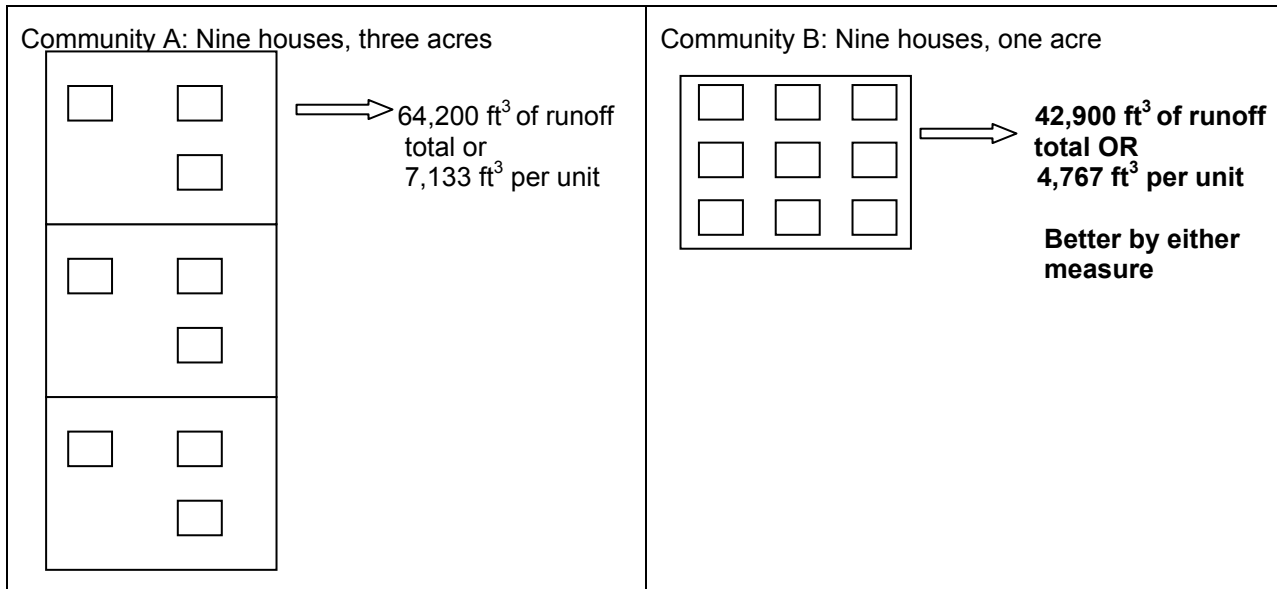 Community A: Nine houses, three acres
64,200 ft³ of runoff
total or
7,133 ft³ per unit
Community B: Nine houses, one acre
42,900 ft³ of runoff
total OR
4,767 ft³ per unit
Better by either
measure